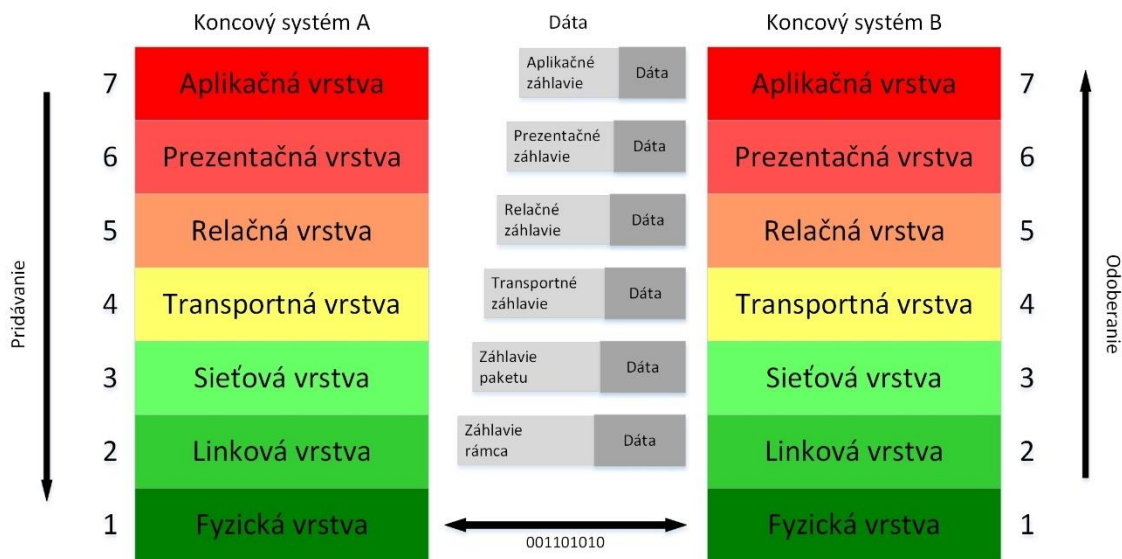 Koncový systém A
Dáta
Koncový systém B
7
Aplikačná vrstva
Aplikačné
záhlavie
Dáta
Aplikačná vrstva
7
6
Prezentačná vrstva
Prezentačné
záhlavie
Dáta
Prezentačná vrstva
6
5
Relačná vrstva
Relačné
záhlavie
Dáta
Relačná vrstva
5
Pridávanie
4
Transportná vrstva
Transportné
záhlavie
Dáta
Transportná vrstva
4
Odoberanie
3
Sieťová vrstva
Záhlavie
paketu
Dáta
Sieťová vrstva
3
2
Linková vrstva
Záhlavie
rámca
Dáta
Linková vrstva
2
1
Fyzická vrstva
001101010
Fyzická vrstva
1